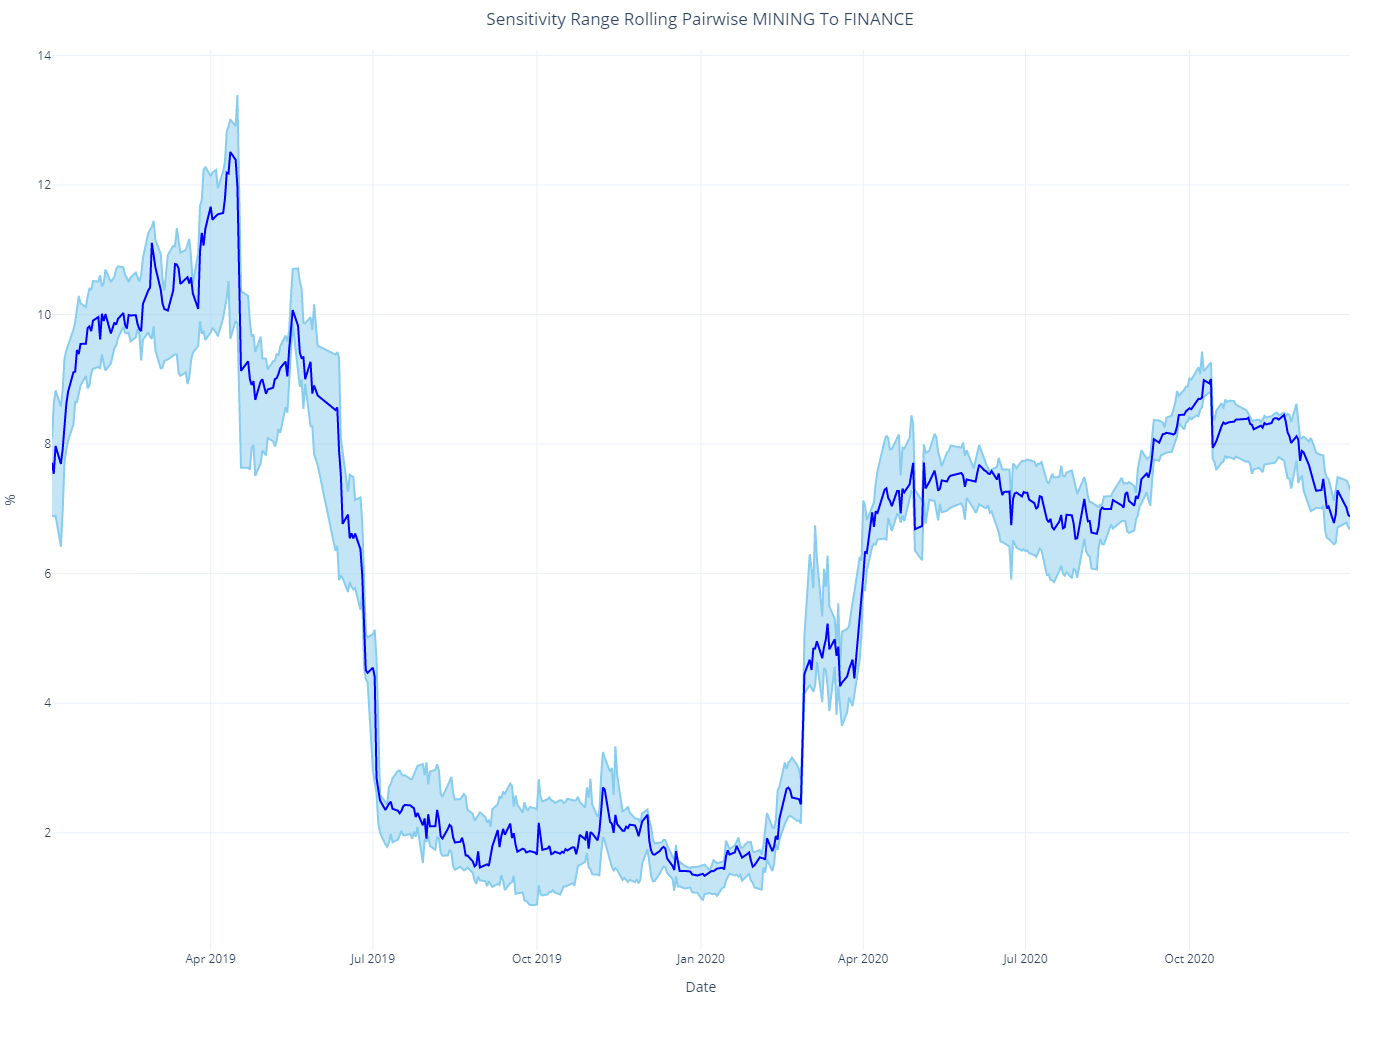 Sensitivity Range Rolling Pairwise MINING To FINANCE
14
12
10
8
6
4
2
%
Apr 2019
Jul 2019
Oct 2019
Jan 2020
Apr 2020
Jul 2020
Oct 2020
Date